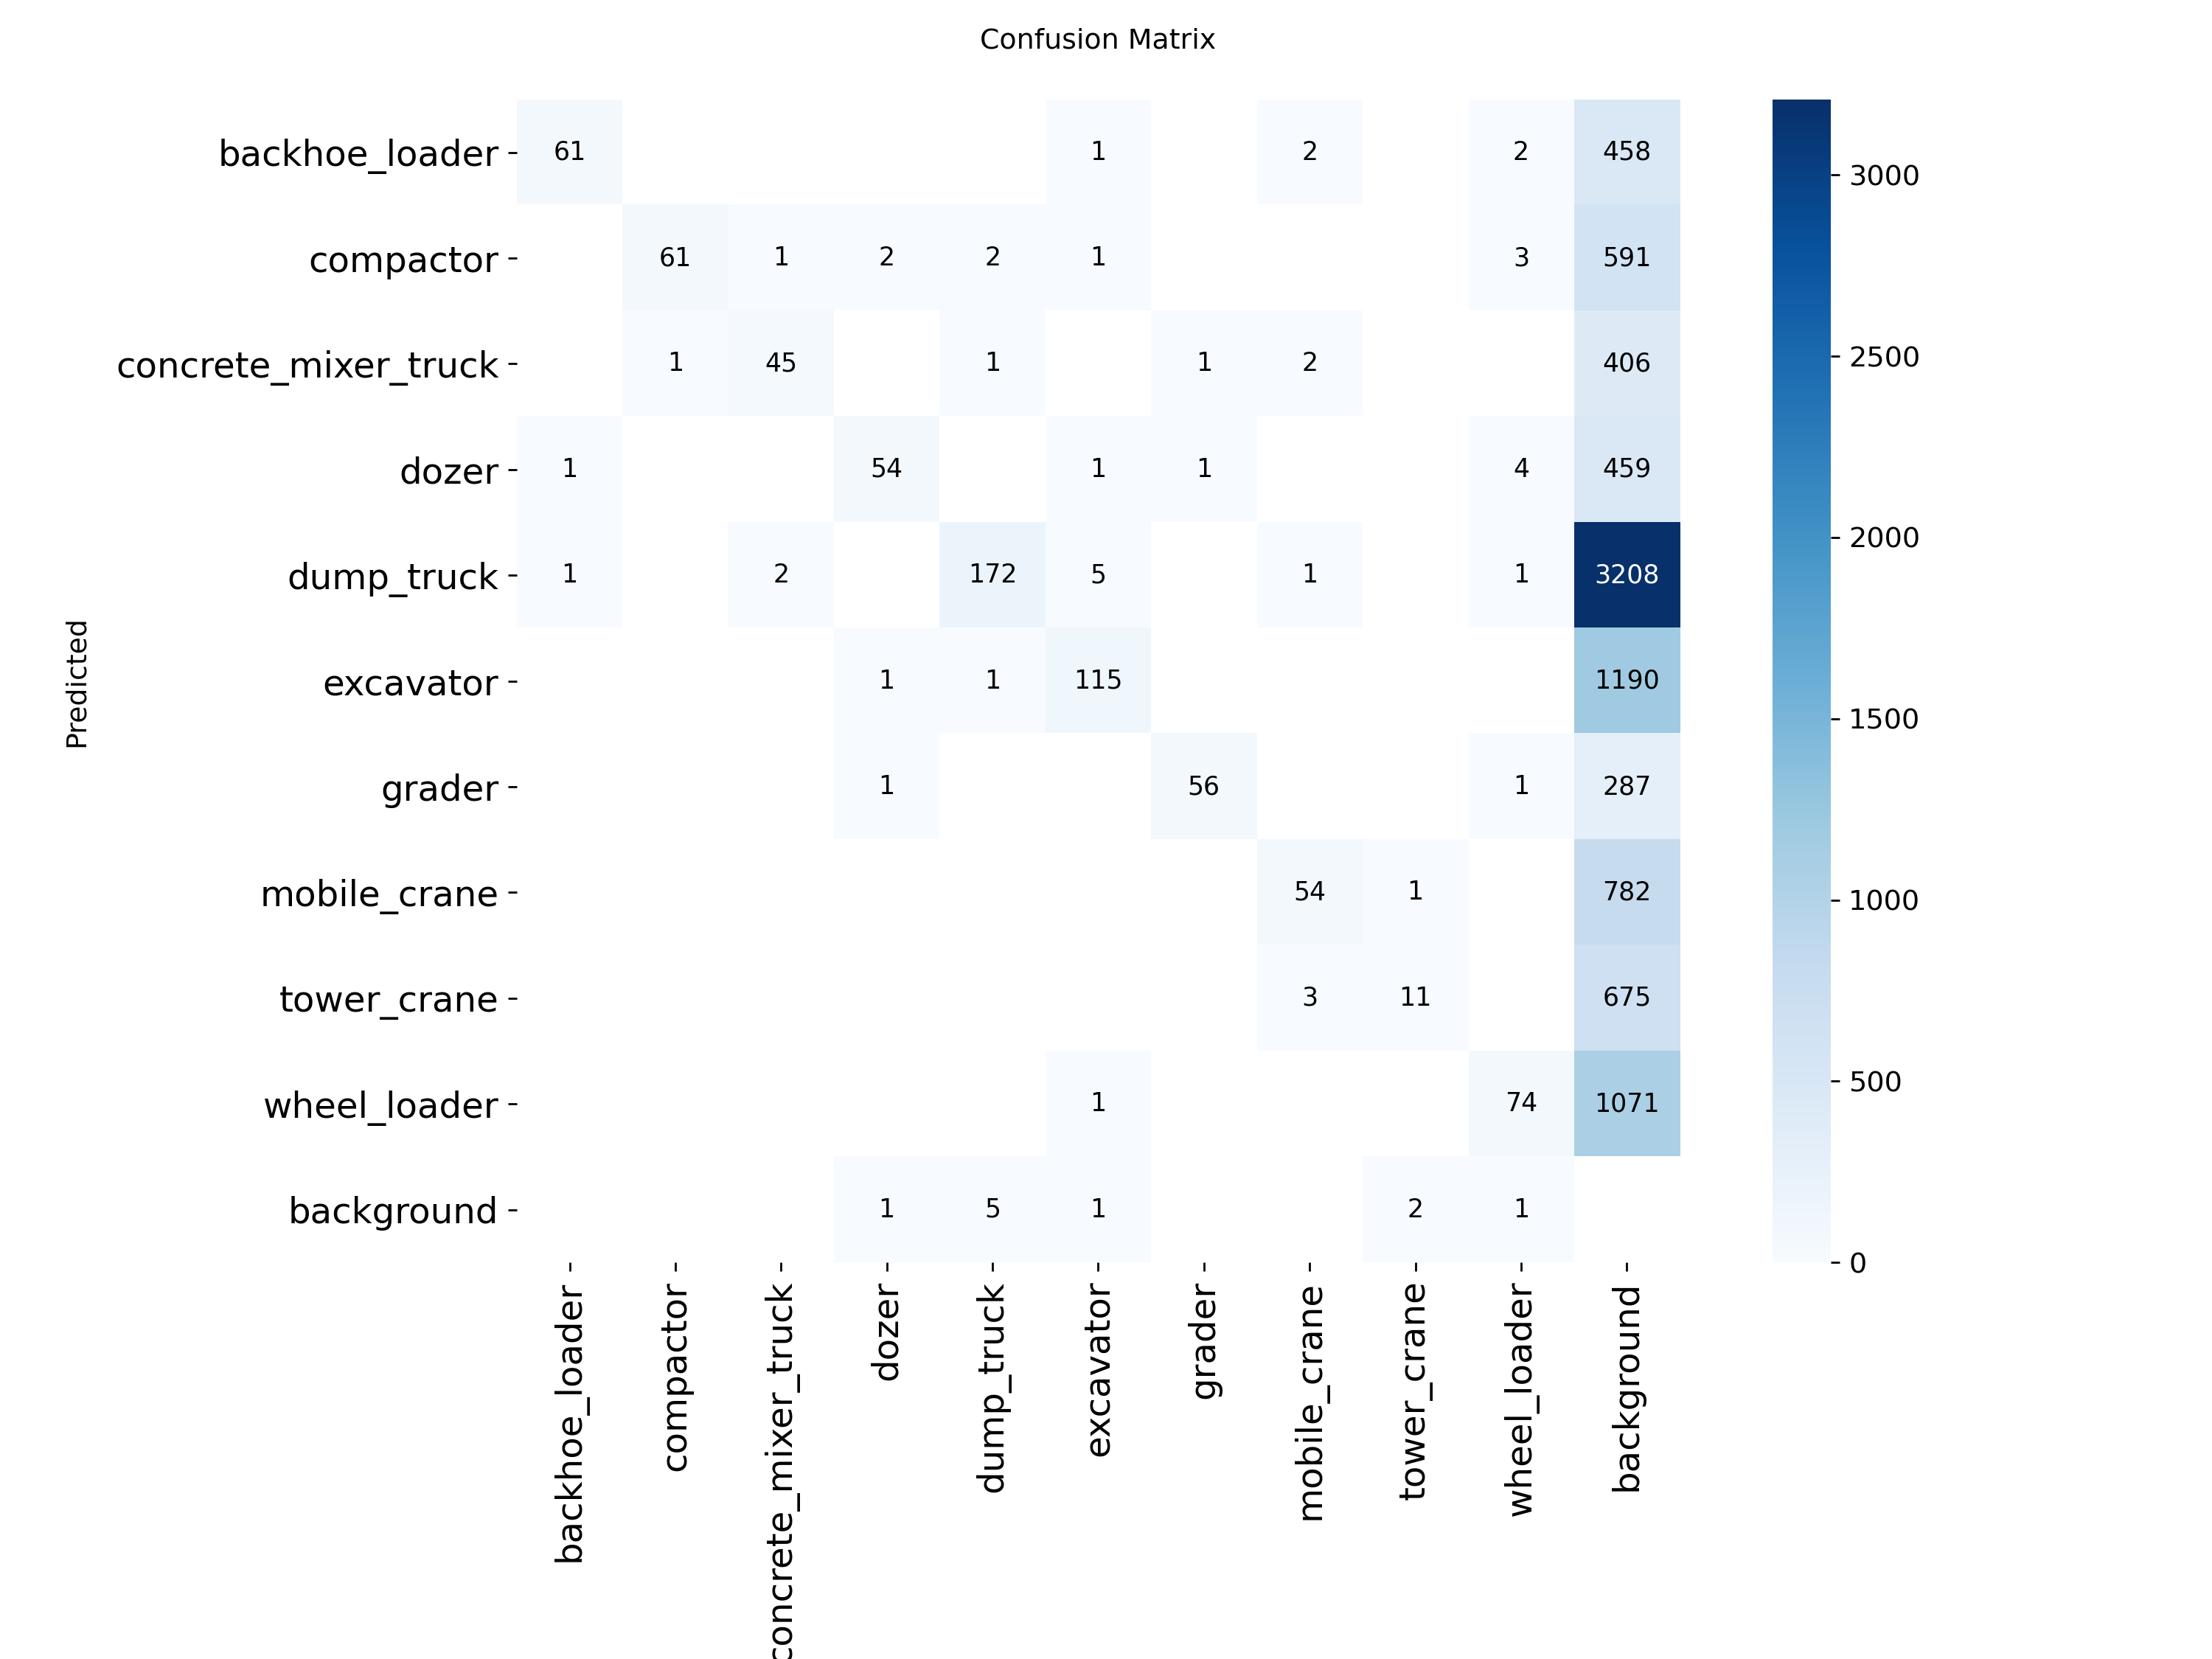 Confusion Matrix
backhoe_loader 61 1 2 2 458
compactor 61 1 2 2 1 3 591
concrete_mixer_truck 1 45 1 1 2 406
dozer 1 54 1 1 4 459
dump_truck 1 2 172 5 1 1 3208
excavator 1 1 115 1190
grader 1 56 1 287
mobile_crane 54 1 782
tower_crane 3 11 675
wheel_loader 1 74 1071
background 1 5 1 2 1
Predicted
backhoe_loader
compactor
concrete_mixer_truck
dozer
dump_truck
excavator
grader
mobile_crane
tower_crane
wheel_loader
background
3000
2500
2000
1500
1000
500
0